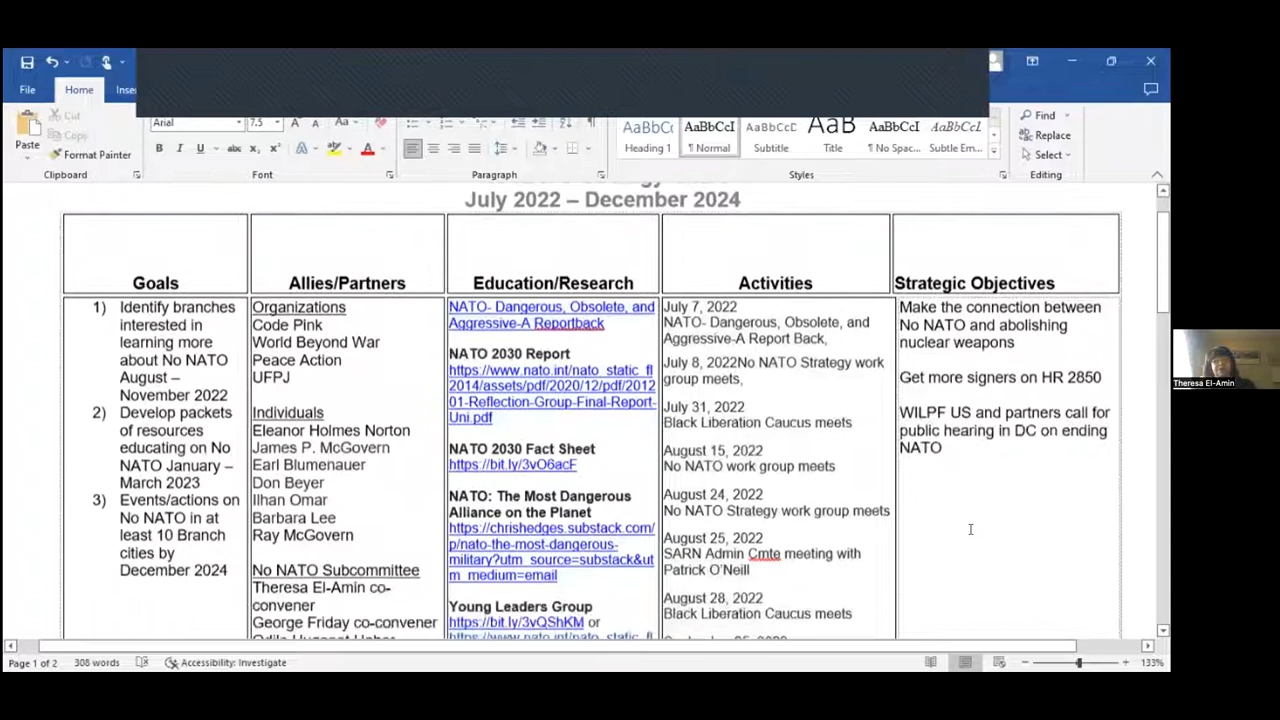 File
Home
Inse
Cut
Copy
Paste
Format Painter
Clipboard
Arial
7.5
Font
Paragraph
AaBbCc
Heading 1
AaBbCcI
¶ Normal
AaBbCcD
Subtitle
AaB
Title
AaBbCcI
¶ No Spac...
AaBbCcI
Subtle Em...
Styles
Find
Replace
Select
Editing
July 2022 – December 2024
Goals
1) Identify branches
interested in
learning more
about No NATO
August –
November 2022
2) Develop packets
of resources
educating on No
NATO January –
March 2023
3) Events/actions on
No NATO in at
least 10 Branch
cities by
December 2024
Allies/Partners
Organizations
Code Pink
World Beyond War
Peace Action
UFPJ
Individuals
Eleanor Holmes Norton
James P. McGovern
Earl Blumenauer
Don Beyer
Ilhan Omar
Barbara Lee
Ray McGovern
No NATO Subcommittee
Theresa El-Amin co-
convener
George Friday co-convener
Education/Research
NATO- Dangerous, Obsolete, and
Aggressive-A Reportback
NATO 2030 Report
https://www.nato.int/nato_static_fl
2014/assets/pdf/2020/12/pdf/2012
01-Reflection-Group-Final-Report-
Uni.pdf
NATO 2030 Fact Sheet
https://bit.ly/3vO6acF
NATO: The Most Dangerous
Alliance on the Planet
https://chrishedges.substack.com/
p/nato-the-most-dangerous-
military?utm_source=substack&ut
m_medium=email
Young Leaders Group
https://bit.ly/3vQShKM or
https://www.nato.int/nato_static_fl
Activities
July 7, 2022
NATO- Dangerous, Obsolete, and
Aggressive-A Report Back,
July 8, 2022No NATO Strategy work
group meets,
July 31, 2022
Black Liberation Caucus meets
August 15, 2022
No NATO work group meets
August 24, 2022
No NATO Strategy work group meets
August 25, 2022
SARN Admin Cmte meeting with
Patrick O'Neill
August 28, 2022
Black Liberation Caucus meets
Strategic Objectives
Make the connection between
No NATO and abolishing
nuclear weapons
Get more signers on HR 2850
WILPF US and partners call for
public hearing in DC on ending
NATO
Theresa El-Amin
Page 1 of 2
308 words
Accessibility: Investigate
133%